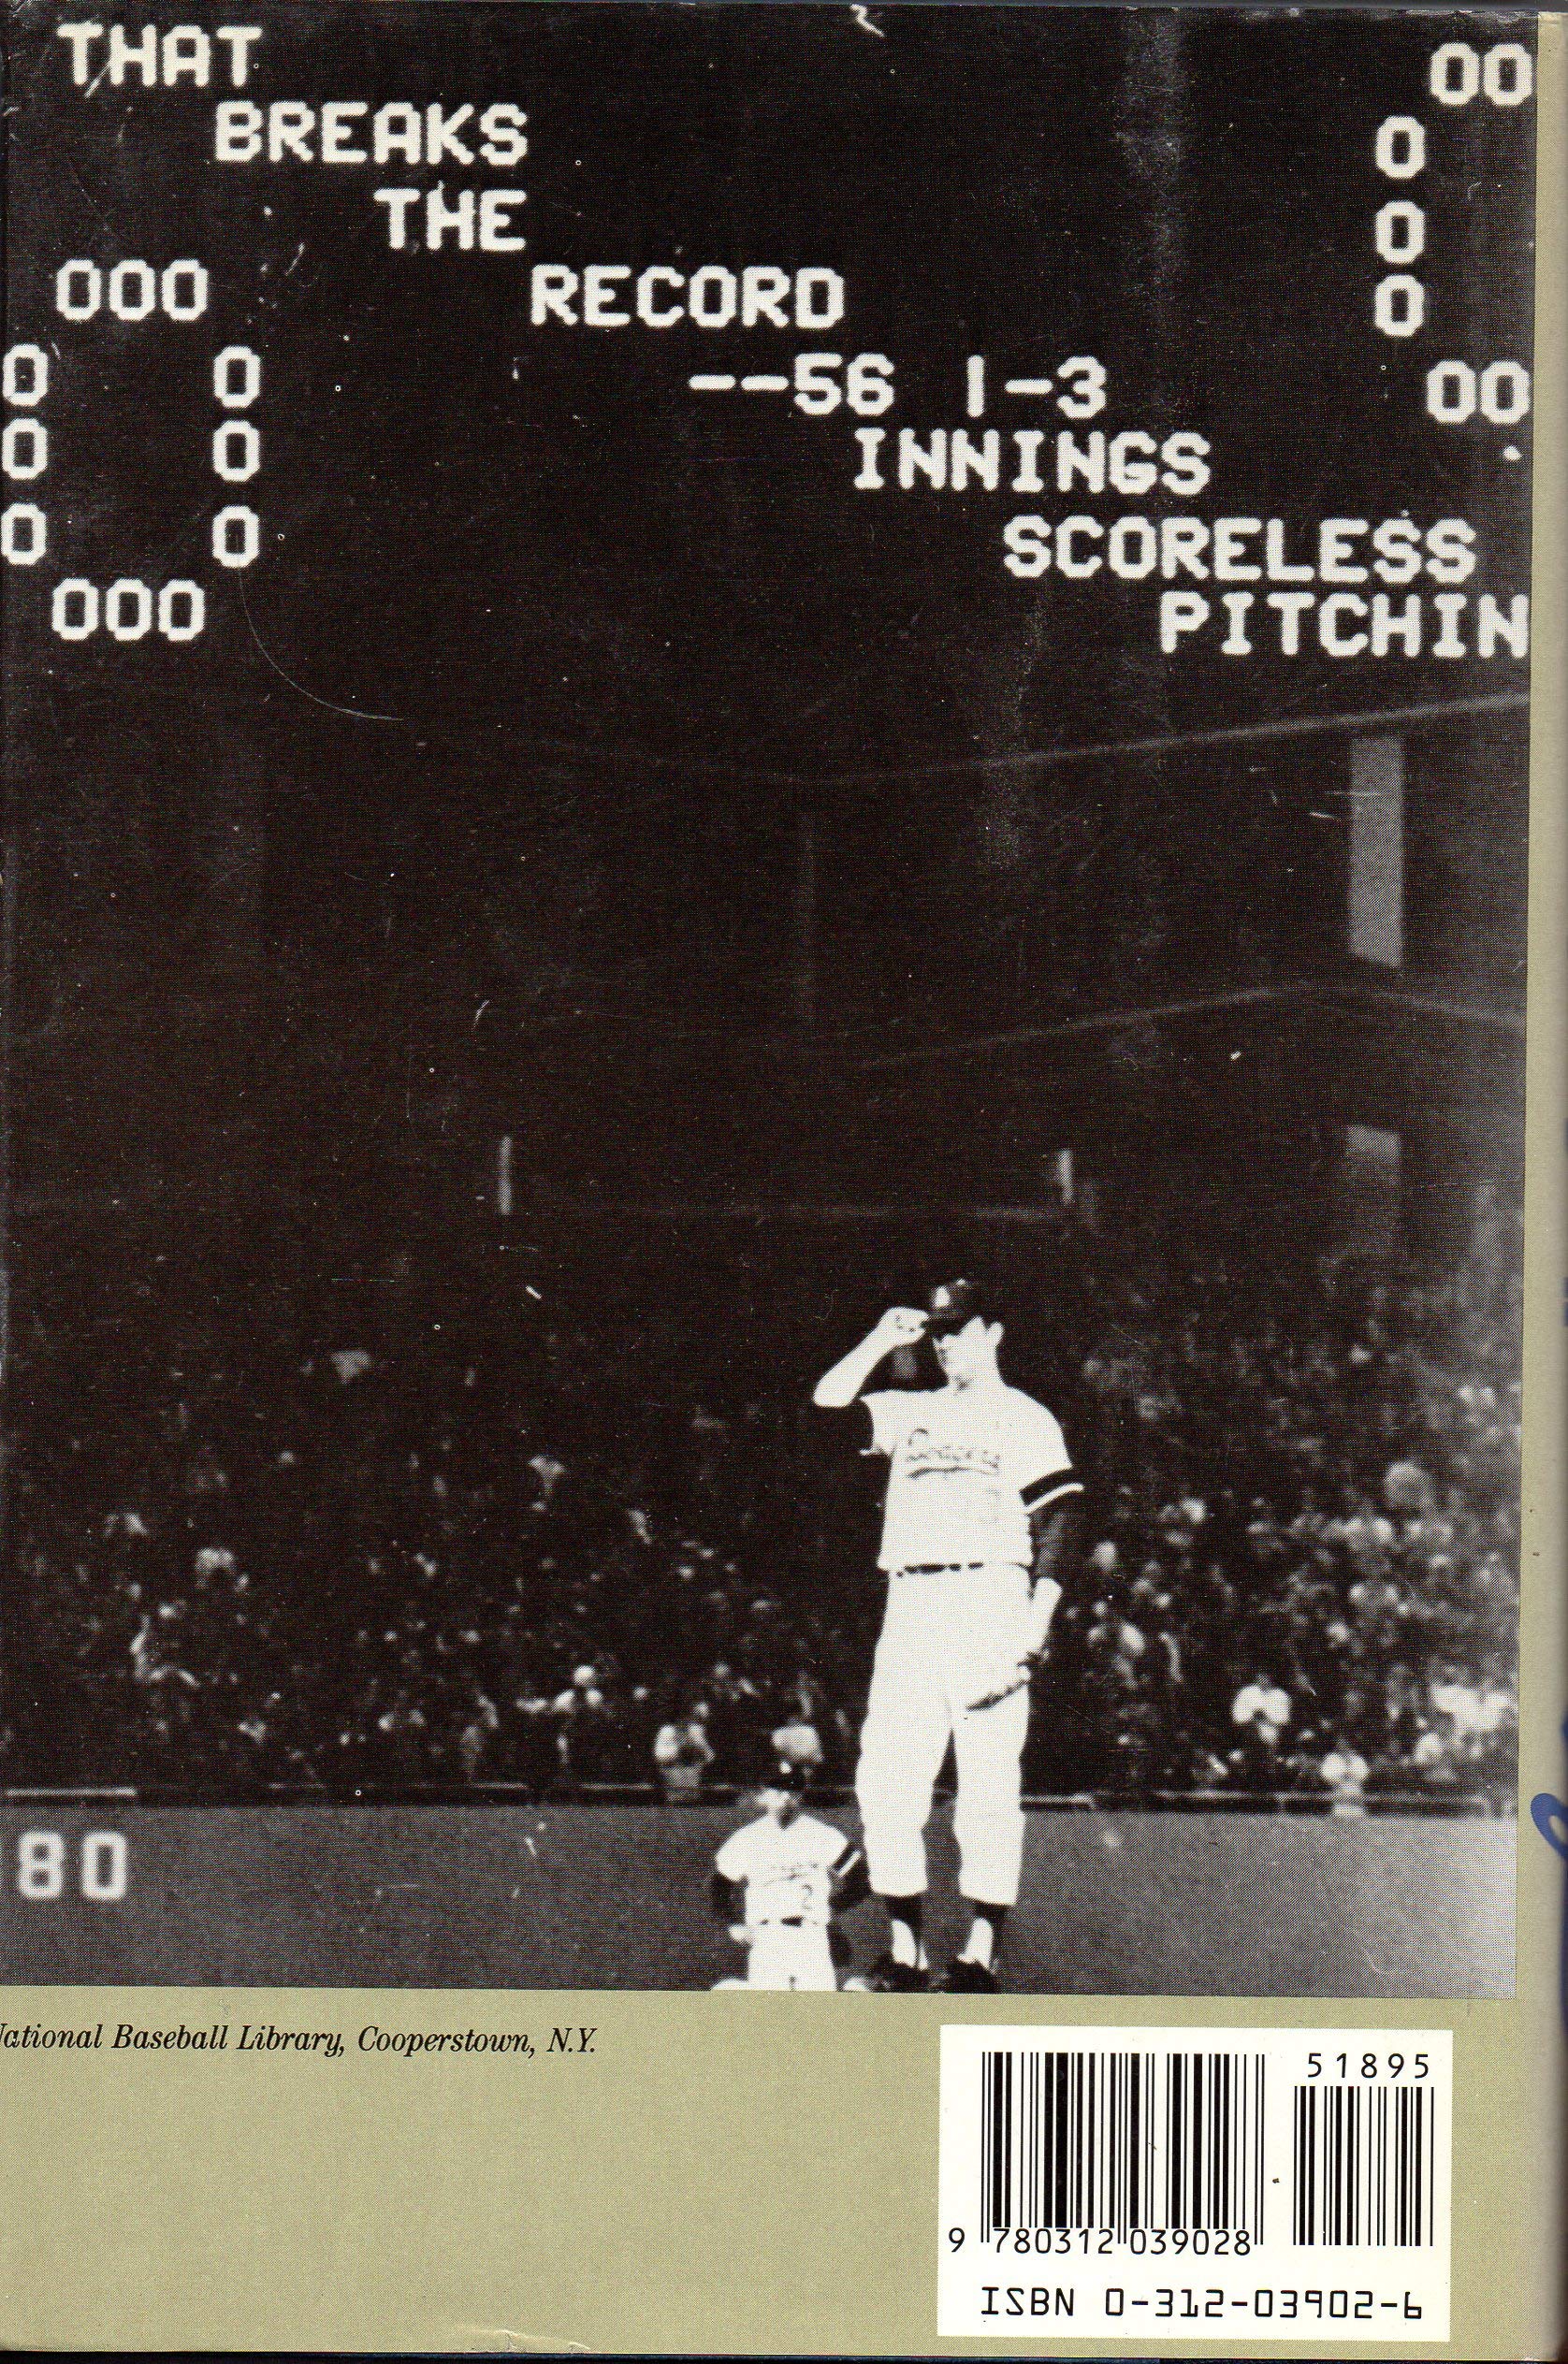 THAT
00
BREAKS
0
THE
0
000
RECORD
0
0 0
--56 1-3
00
0 0
INNINGS
0 0
SCORELESS
000
PITCHIN
80
National Baseball Library, Cooperstown, N.Y.
51895
9 780312 039028
ISBN 0-312-03902-6